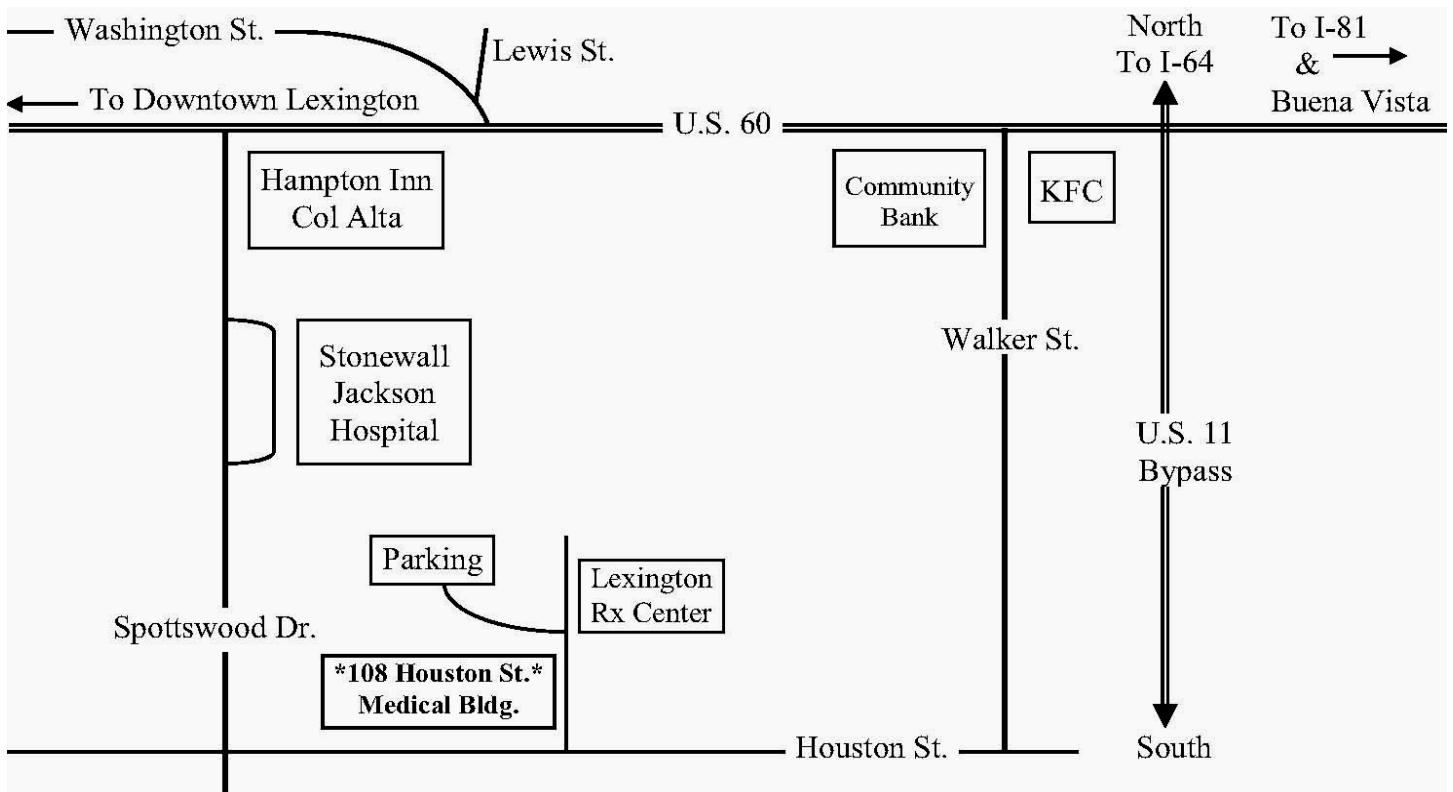 Washington St.
Lewis St.
North
To I-64
To I-81
&
Buena Vista
To Downtown Lexington
U.S. 60
Hampton Inn
Col Alta
Community
Bank
KFC
Stonewall
Jackson
Hospital
Walker St.
U.S. 11
Bypass
Parking
Lexington
Rx Center
Spottswood Dr.
*108 Houston St.*
Medical Bldg.
Houston St.
South